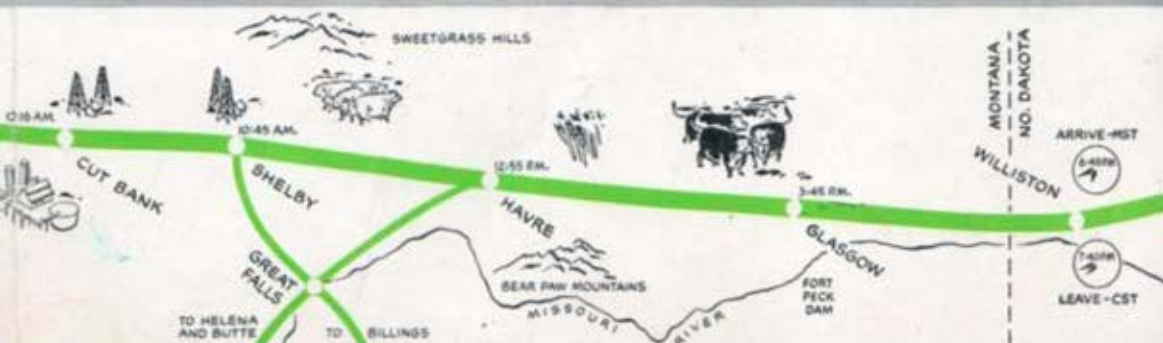 SWEETGRASS HILLS
MONTANA
NO. DAKOTA
ARRIVE-MST
6:40 PM
WILLISTON
7:40 PM
LEAVE-CST
10:45 AM.
CUT BANK
SHELBY
12:55 P.M.
HAVRE
3:45 P.M.
GLASGOW
GREAT
FALLS
BEAR PAW MOUNTAINS
FORT
PECK
DAM
MISSOURI RIVER
TO HELENA
AND BUTTE
TO BILLINGS